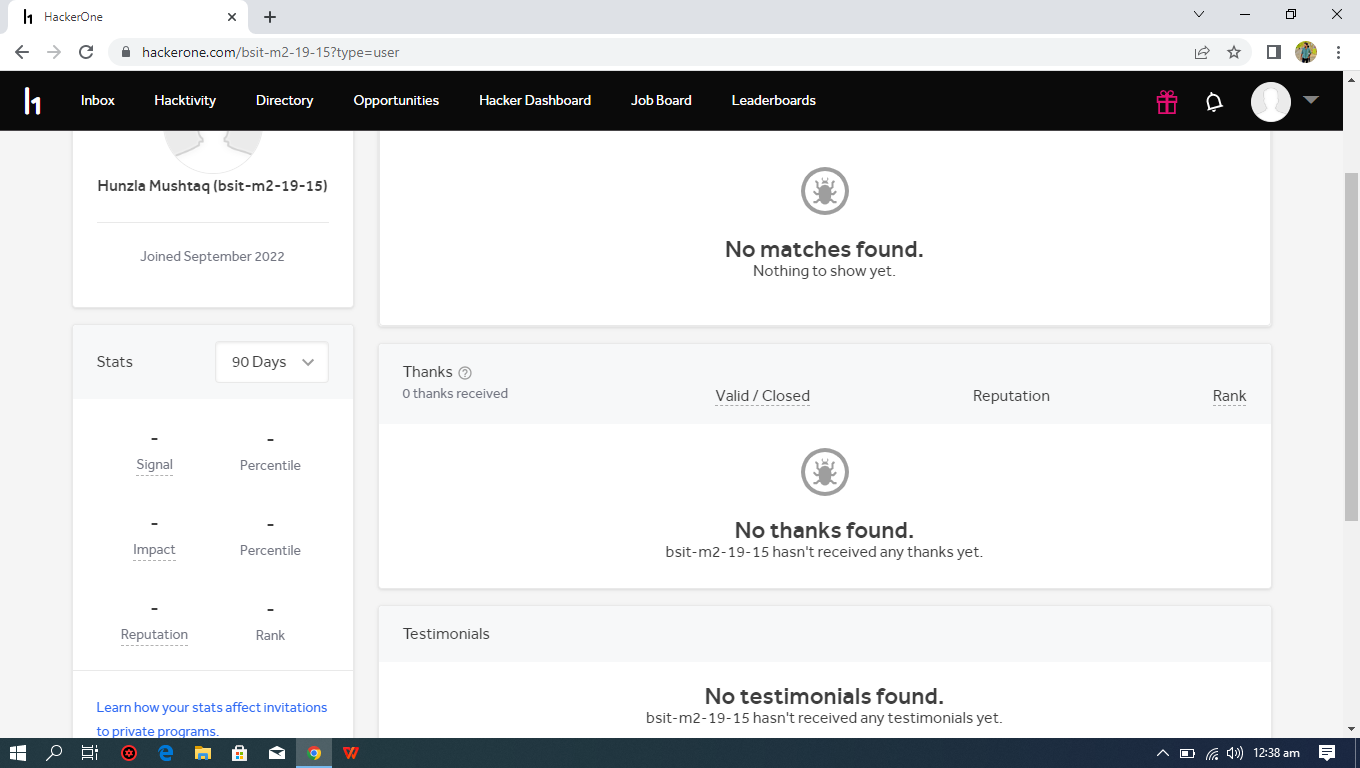 HackerOne
hackerone.com/bsit-m2-19-15?type=user
Inbox Hacktivity Directory Opportunities Hacker Dashboard Job Board Leaderboards
Hunzla Mushtaq (bsit-m2-19-15)
Joined September 2022
No matches found.
Nothing to show yet.
Stats
90 Days
-
Signal
-
Percentile
-
Impact
-
Percentile
-
Reputation
-
Rank
Learn how your stats affect invitations
to private programs.
Thanks
0 thanks received
Valid / Closed
Reputation
Rank
No thanks found.
bsit-m2-19-15 hasn't received any thanks yet.
Testimonials
No testimonials found.
bsit-m2-19-15 hasn't received any testimonials yet.
12:38 am